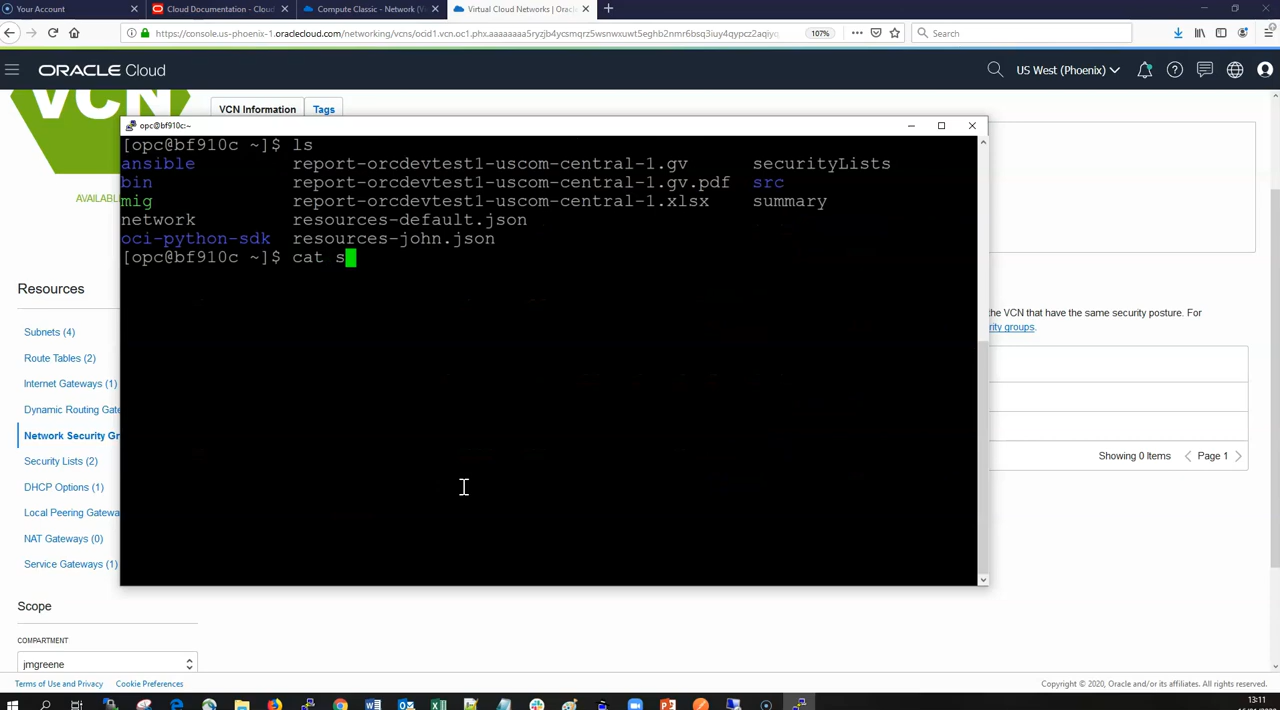 Your Account
Cloud Documentation - Cloud
Compute Classic - Network (V
Virtual Cloud Networks | Oracl
https://console.us-phoenix-1.oraclecloud.com/networking/vcns/
107%
Search
ORACLE Cloud
US West (Phoenix)
VCN
VCN Information
Tags
AVAILABL
opc@bf910c:~
[opc@bf910c ~]$ ls
ansible report-orcdevtest1-uscom-central-1.gv securityLists
bin report-orcdevtest1-uscom-central-1.gv.pdf src
mig report-orcdevtest1-uscom-central-1.xlsx summary
network resources-default.json
oci-python-sdk resources-john.json
[opc@bf910c ~]$ cat s
Resources
Subnets (4)
Route Tables (2)
Internet Gateways (1)
Dynamic Routing Gate
Network Security Gr
Security Lists (2)
DHCP Options (1)
Local Peering Gatewa
NAT Gateways (0)
Service Gateways (1)
the VCN that have the same security posture. For
rity groups.
Showing 0 Items
Page 1
Scope
COMPARTMENT
jmgreene
Terms of Use and Privacy
Cookie Preferences
Copyright © 2020, Oracle and/or its affiliates. All rights reserved.
13:11